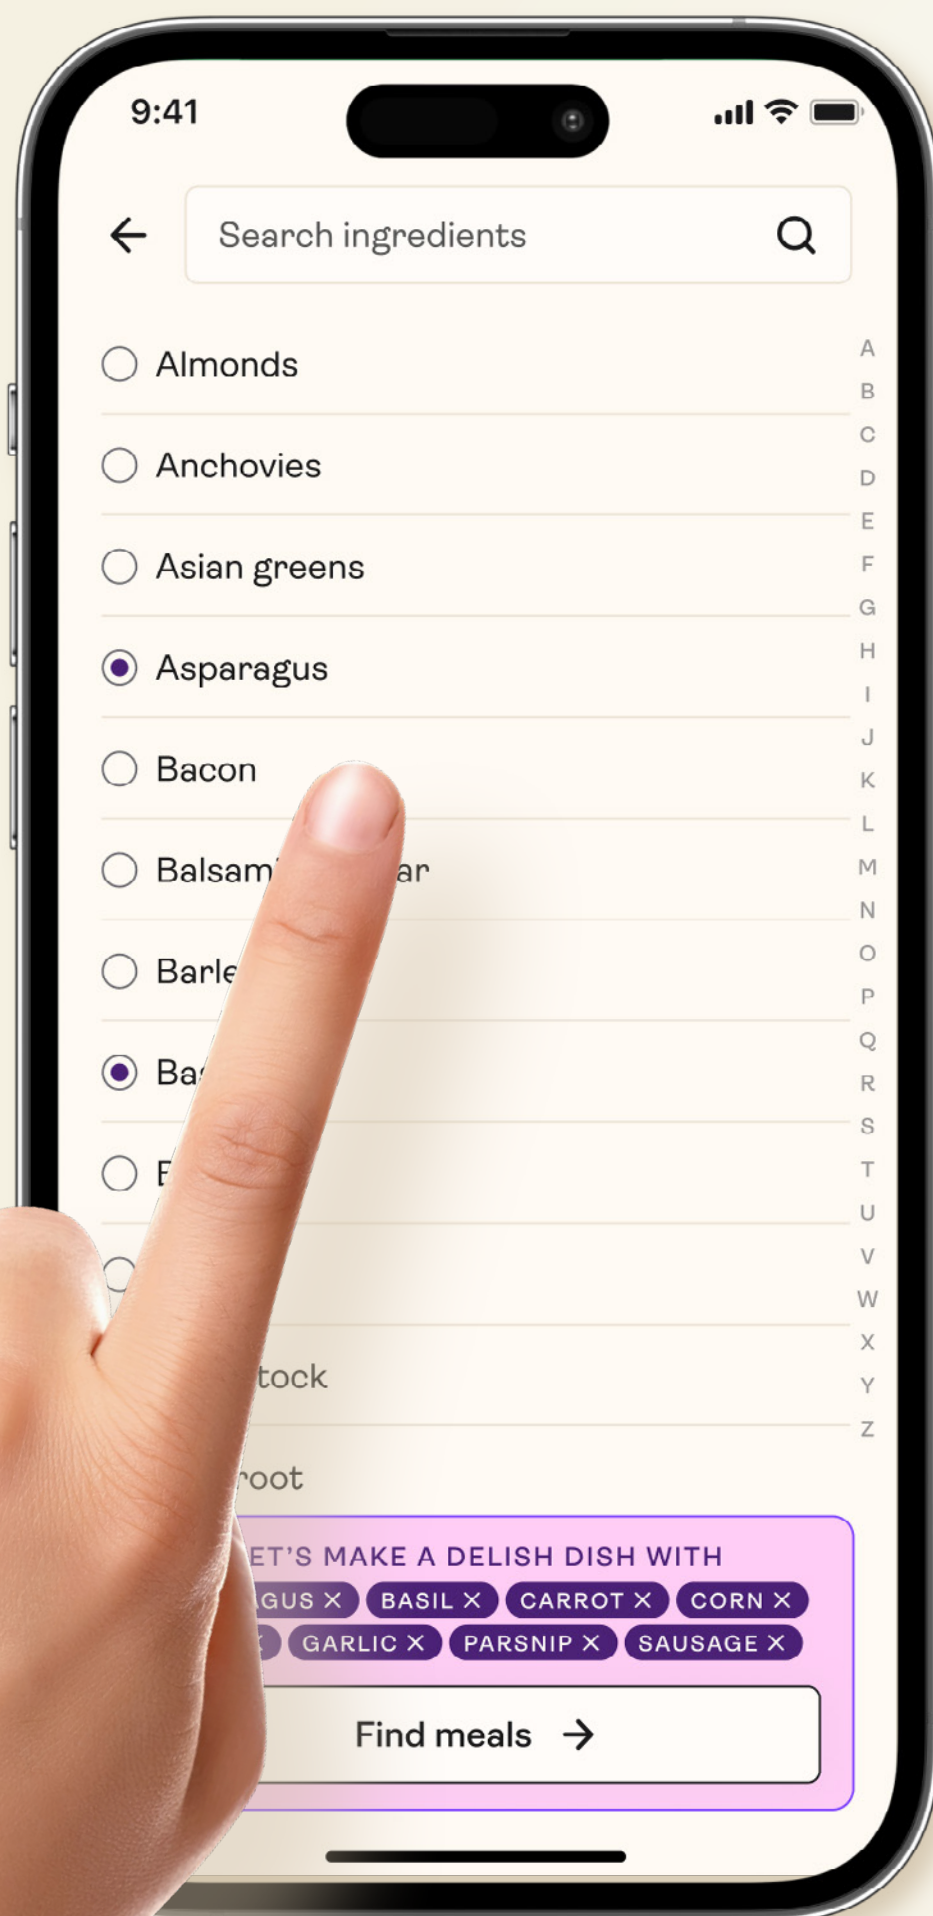 9:41
Search ingredients
Almonds
A
B
Anchovies
C
D
E
Asian greens
F
G
Asparagus
H
I
J
Bacon
K
L
M
N
O
P
Q
R
S
T
U
V
W
X
Y
Z
MAKE A DELISH DISH WITH
BASIL × CARROT × CORN ×
GARLIC × PARSNIP × SAUSAGE ×
Find meals →